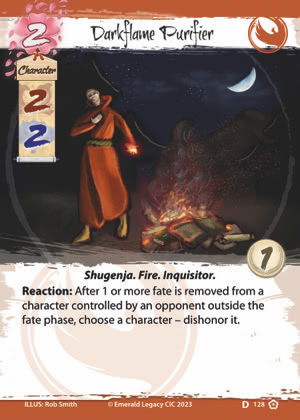 2
Darkflame Purifier
Character
2
2
1
Shugenja. Fire. Inquisitor.
Reaction: After 1 or more fate is removed from a
character controlled by an opponent outside the
fate phase, choose a character – dishonor it.
ILLUS: Rob Smith © Emerald Legacy CIC 2023 D 128